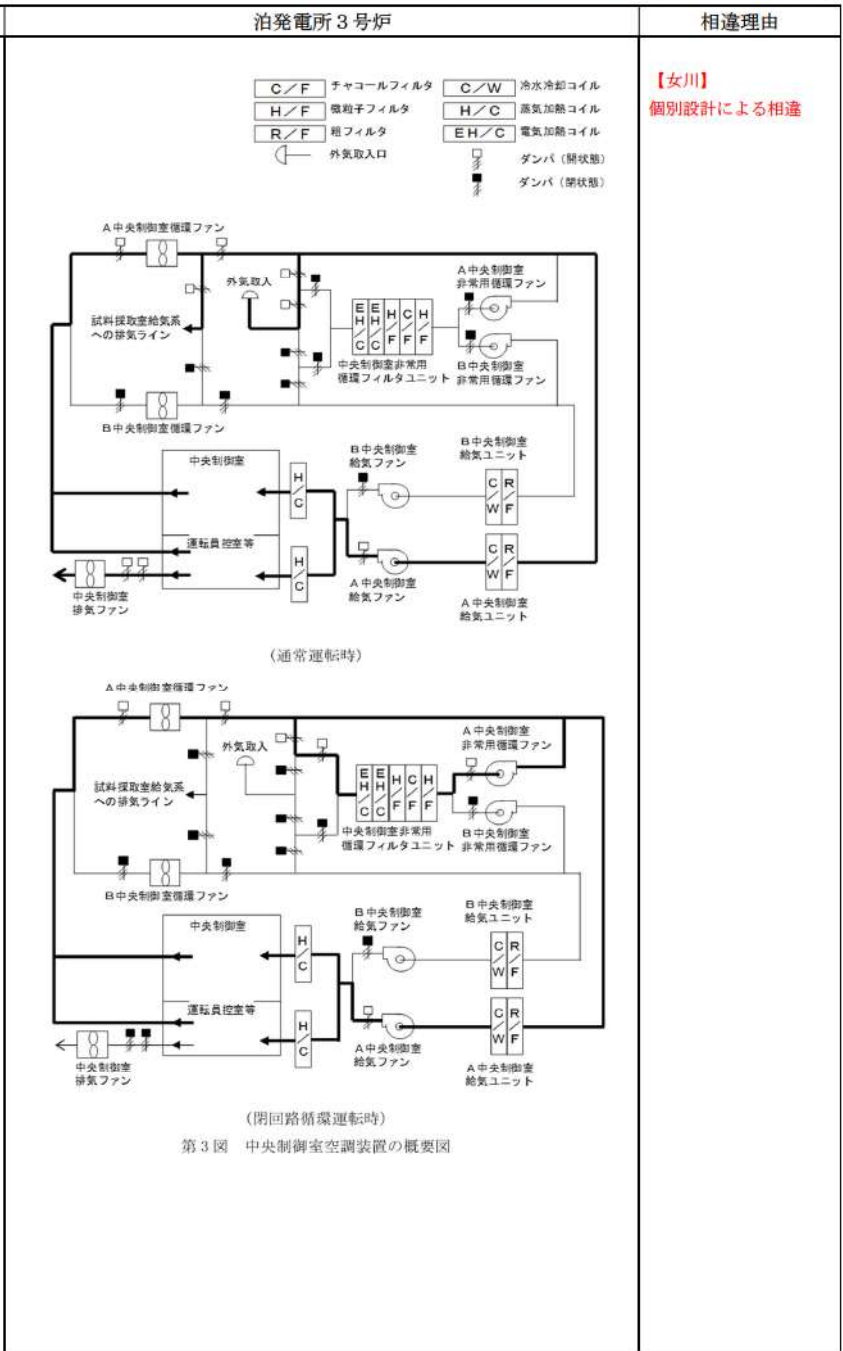 泊発電所3号炉
相違理由
【女川】
個別設計による相違
C/F チャコールフィルタ
H/F 微粒子フィルタ
R/F 粗フィルタ
外気取入口
C/W 冷水冷却コイル
H/C 蒸気加熱コイル
EH/C 電気加熱コイル
ダンパ(開状態)
ダンパ(閉状態)
A中央制御室循環ファン
外気取入
試料採取室給気系
への排気ライン
EH/C
EH/C
H/F
C/F
H/F
中央制御室非常用
循環フィルタユニット
A中央制御室
非常用循環ファン
B中央制御室
非常用循環ファン
B中央制御室循環ファン
中央制御室
H/C
B中央制御室
給気ファン
B中央制御室
給気ユニット
C/W
R/F
運転員控室等
H/C
A中央制御室
給気ファン
C/W
R/F
A中央制御室
給気ユニット
中央制御室
排気ファン
(通常運転時)
A中央制御室循環ファン
外気取入
試料採取室給気系
への排気ライン
EH/C
EH/C
H/F
C/F
H/F
中央制御室非常用
循環フィルタユニット
A中央制御室
非常用循環ファン
B中央制御室
非常用循環ファン
B中央制御室循環ファン
中央制御室
H/C
B中央制御室
給気ファン
B中央制御室
給気ユニット
C/W
R/F
運転員控室等
H/C
A中央制御室
給気ファン
C/W
R/F
A中央制御室
給気ユニット
中央制御室
排気ファン
(閉回路循環運転時)
第3図 中央制御室空調装置の概要図